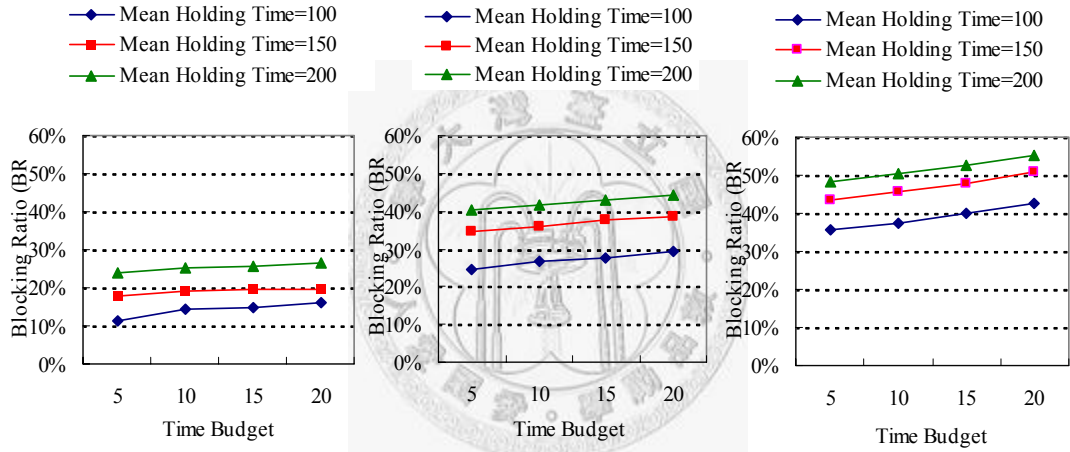 Mean Holding Time=100
Mean Holding Time=150
Mean Holding Time=200
60%
50%
40%
30%
20%
10%
0%
Blocking Ratio (BR
5 10 15 20
Time Budget
Mean Holding Time=100
Mean Holding Time=150
Mean Holding Time=200
60%
50%
40%
30%
20%
10%
0%
Blocking Ratio (BR
5 10 15 20
Time Budget
Mean Holding Time=100
Mean Holding Time=150
Mean Holding Time=200
60%
50%
40%
30%
20%
10%
0%
Blocking Ratio (BR
5 10 15 20
Time Budget